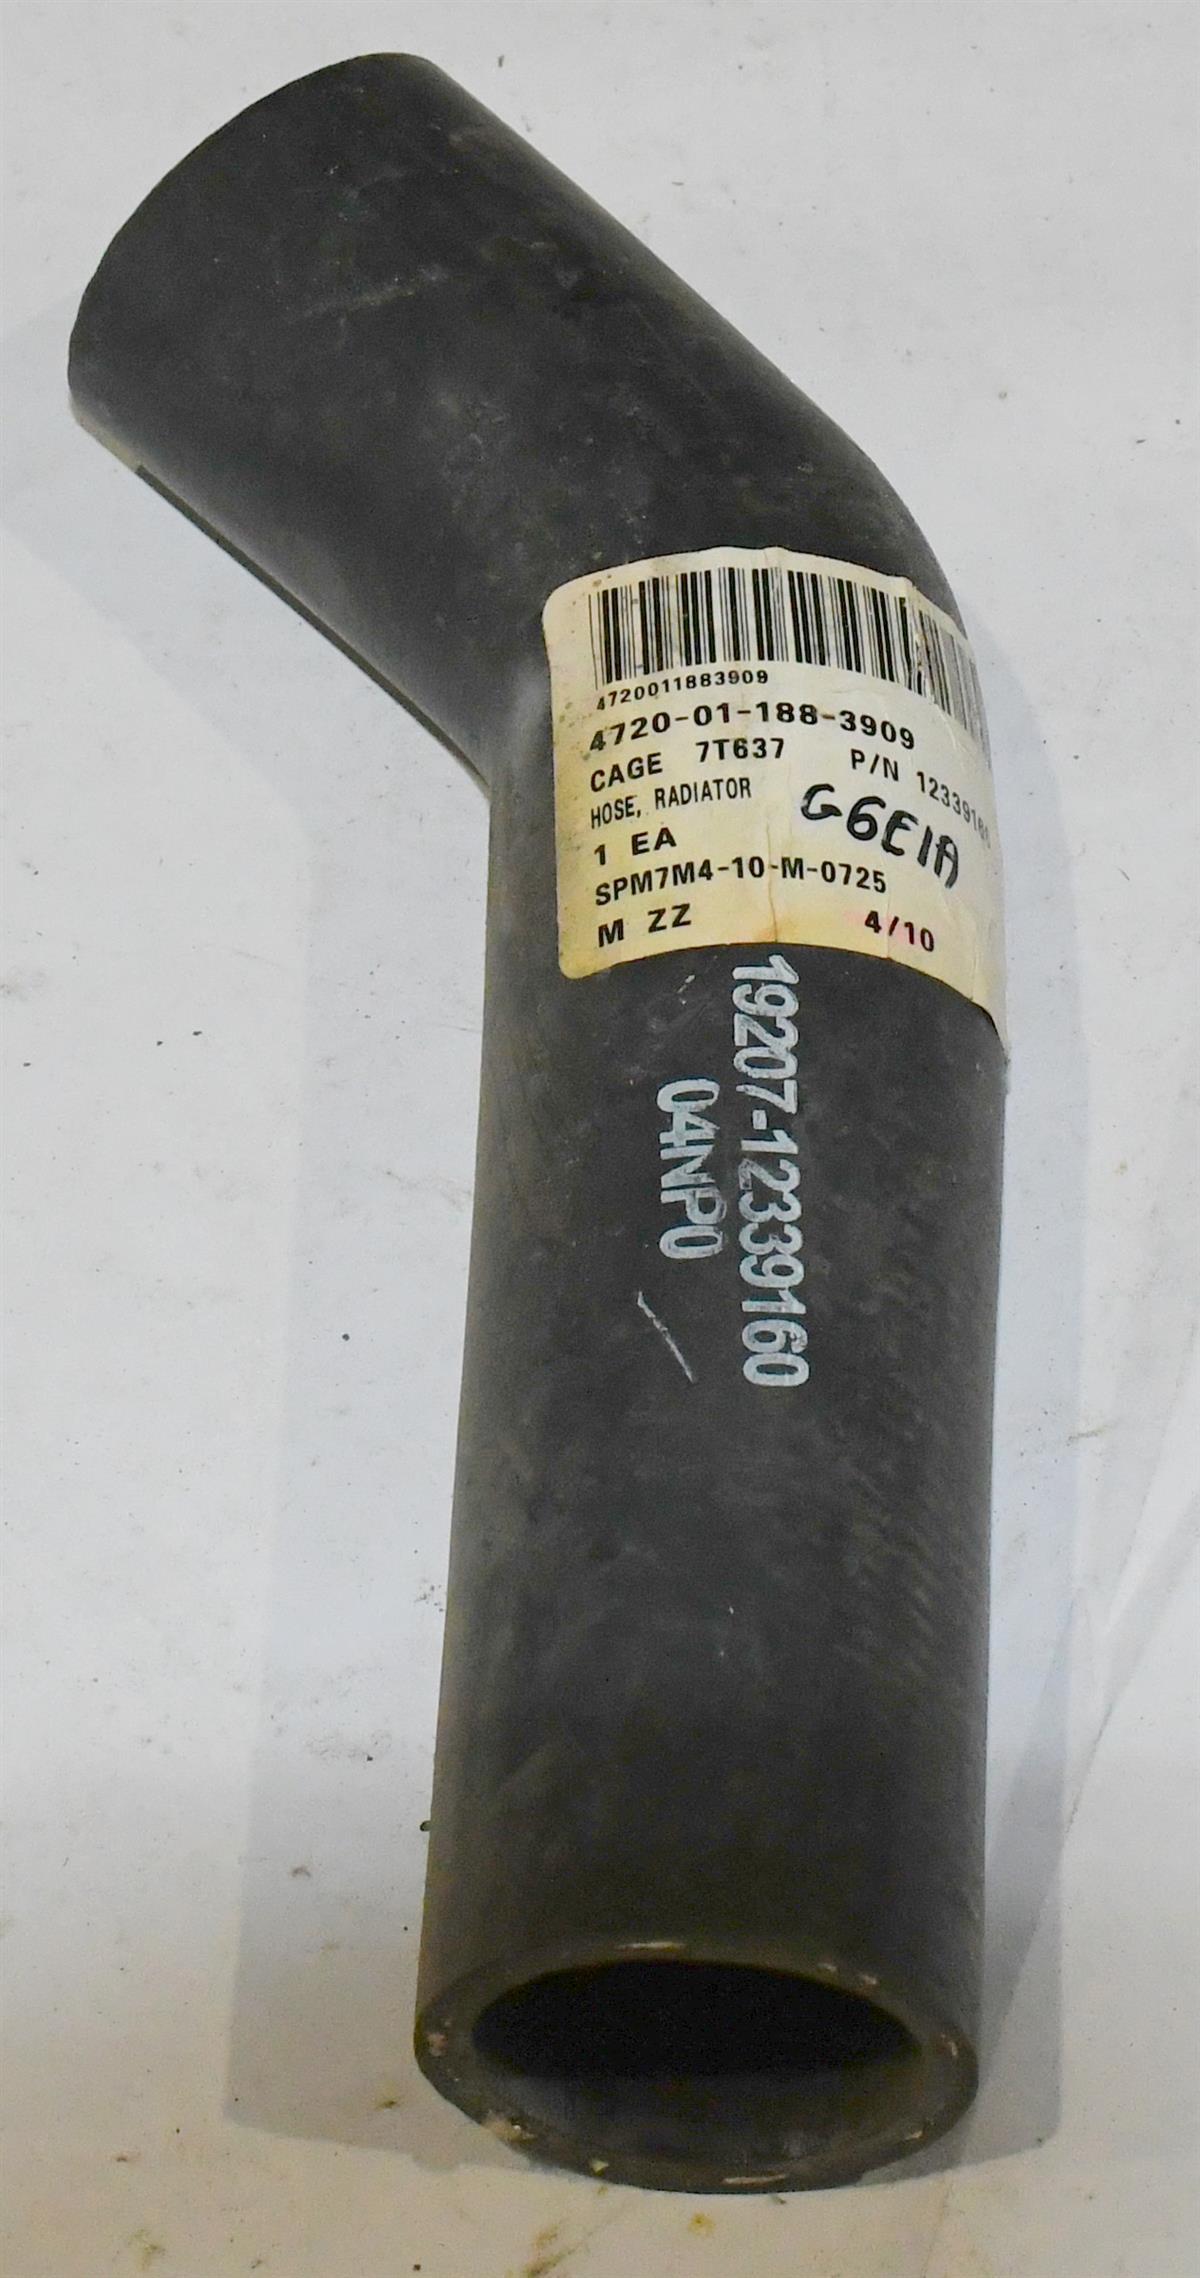 4720011883909
4720-01-188-3909
CAGE 7T637 P/N 12339160
HOSE, RADIATOR
G6E1A
1 EA
SPM7M4-10-M-0725
M ZZ 4/10
19207-12339160
04NP0